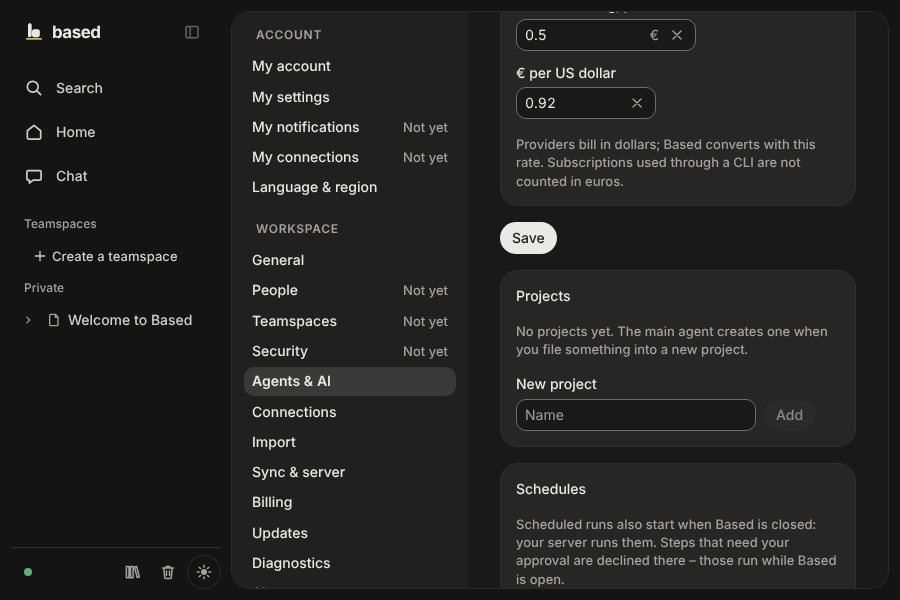 based
Search
Home
Chat
Teamspaces
Create a teamspace
Private
Welcome to Based
ACCOUNT
My account
My settings
My notifications Not yet
My connections Not yet
Language & region
WORKSPACE
General
People Not yet
Teamspaces Not yet
Security Not yet
Agents & AI
Connections
Import
Sync & server
Billing
Updates
Diagnostics
0.5 €
€ per US dollar
0.92
Providers bill in dollars; Based converts with this
rate. Subscriptions used through a CLI are not
counted in euros.
Save
Projects
No projects yet. The main agent creates one when
you file something into a new project.
New project
Name Add
Schedules
Scheduled runs also start when Based is closed:
your server runs them. Steps that need your
approval are declined there – those run while Based
is open.